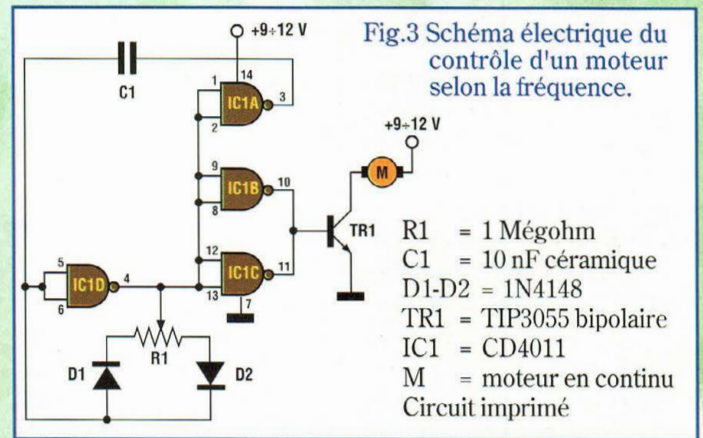 Fig.3 Schéma électrique du
contrôle d'un moteur
selon la fréquence.
+9÷12 V
C1
14
1
IC1A
3
2
+9÷12 V
M
9
IC1B
10
8
TR1
12
IC1C
11
13
7
5
IC1D
4
6
R1
D1
D2
R1 = 1 Mégohm
C1 = 10 nF céramique
D1-D2 = 1N4148
TR1 = TIP3055 bipolaire
IC1 = CD4011
M = moteur en continu
Circuit imprimé